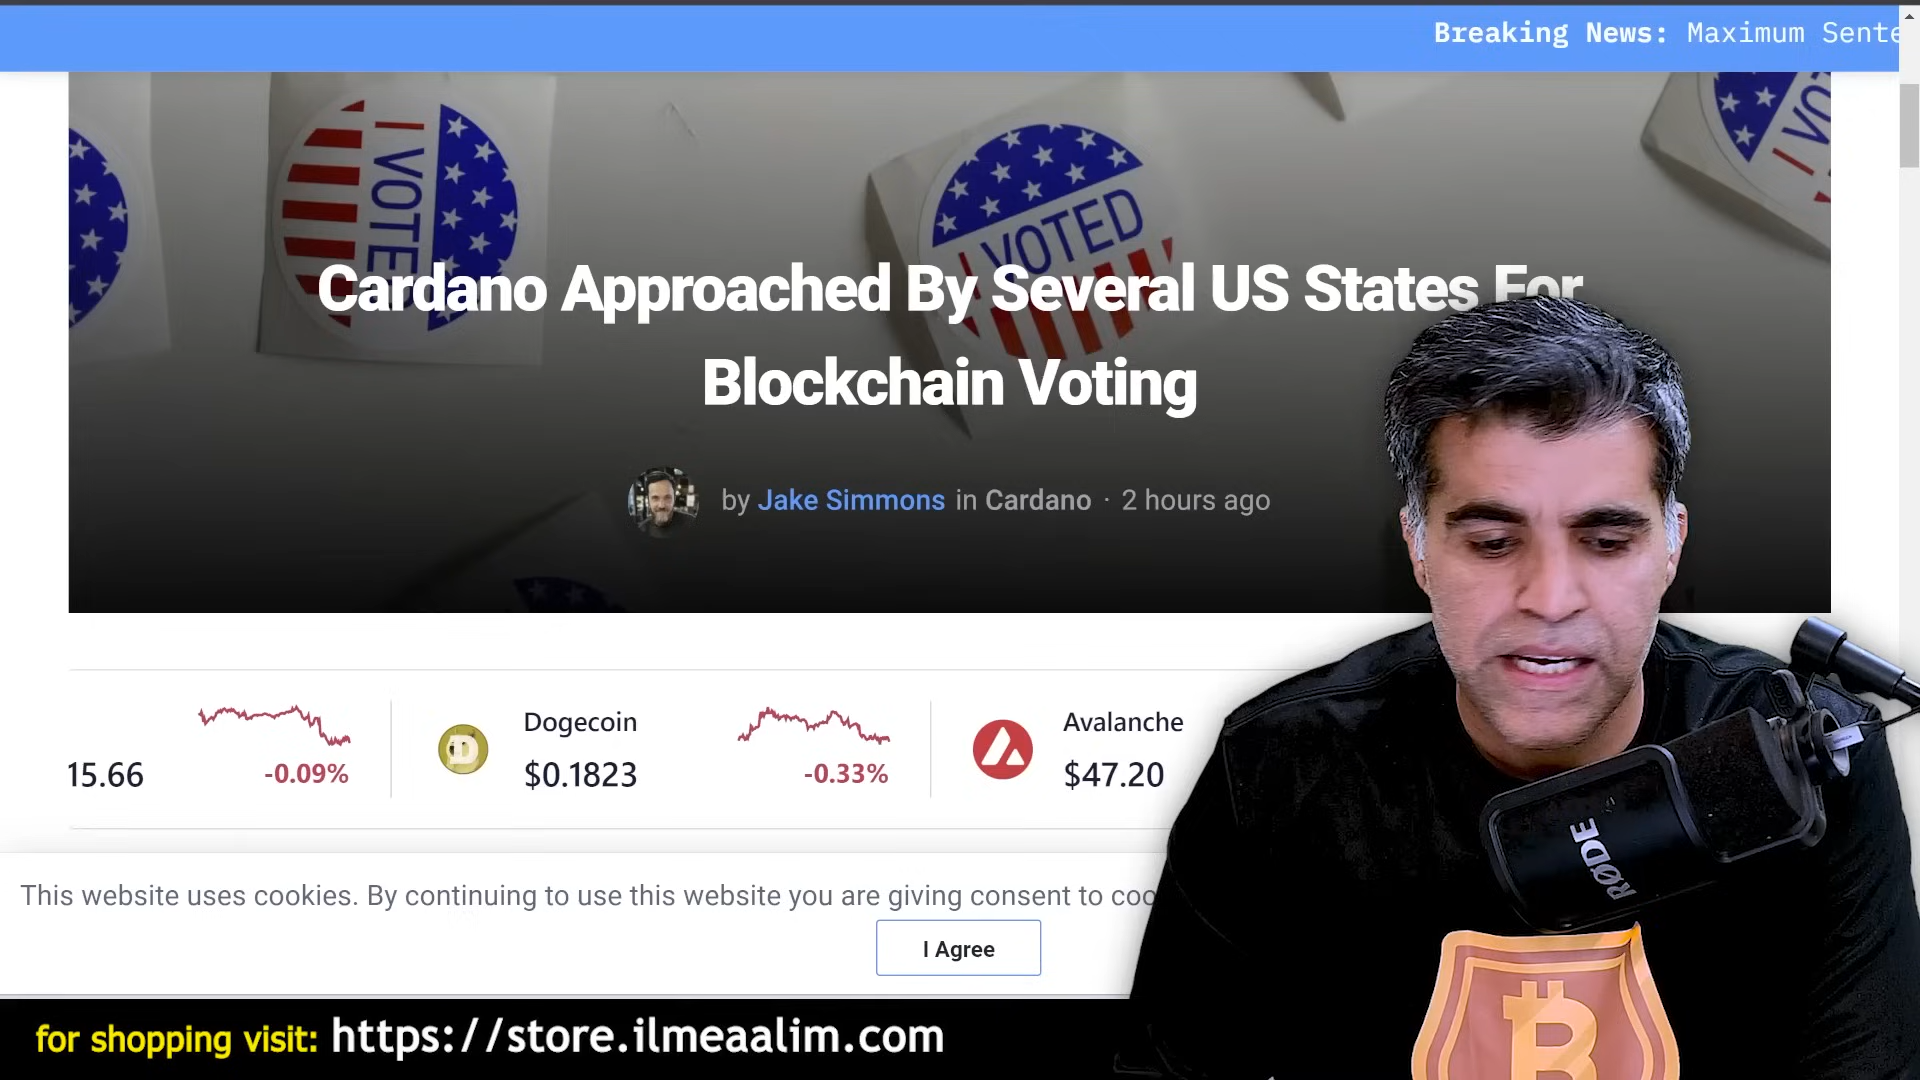 Breaking News: Maximum Sente
I VOTED
I VOTED
I VO
Cardano Approached By Several US States For
Blockchain Voting
by Jake Simmons in Cardano · 2 hours ago
Dogecoin
Avalanche
15.66
-0.09%
$0.1823
-0.33%
$47.20
This website uses cookies. By continuing to use this website you are giving consent to coo
I Agree
RØDE
B
for shopping visit: https://store.ilmeaalim.com